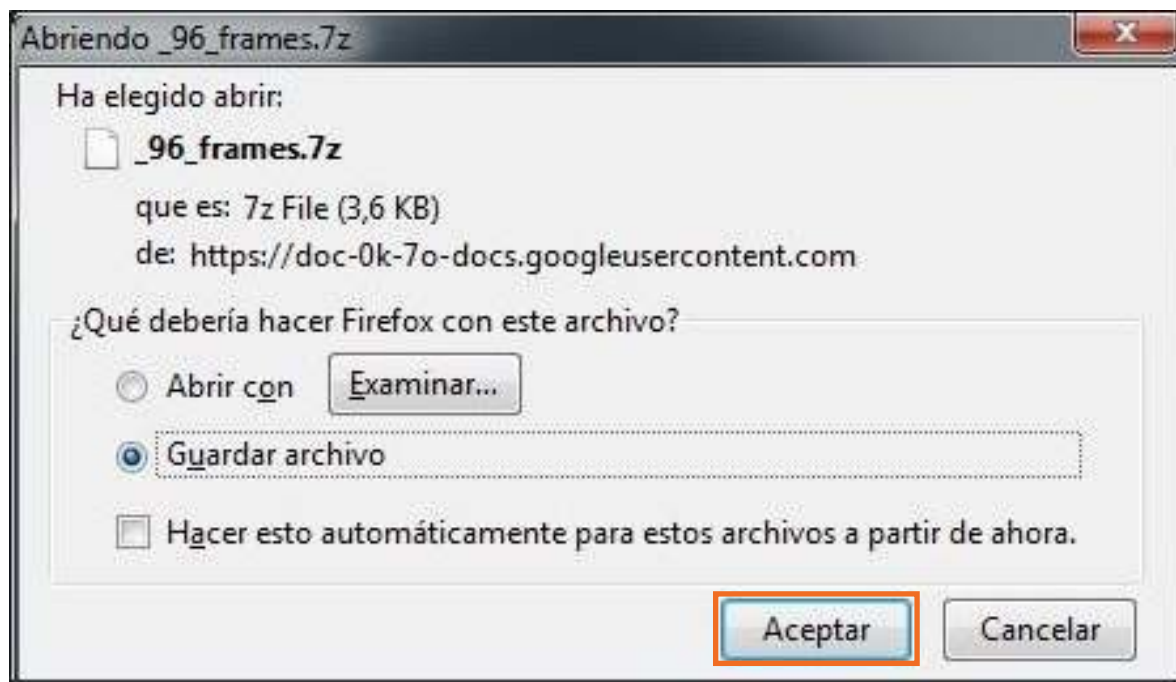 Abriendo _96_frames.7z
Ha elegido abrir:
_96_frames.7z
que es: 7z File (3,6 KB)
de: https://doc-0k-7o-docs.googleusercontent.com
¿Qué debería hacer Firefox con este archivo?
Abrir con Examinar...
Guardar archivo
Hacer esto automáticamente para estos archivos a partir de ahora.
Aceptar Cancelar